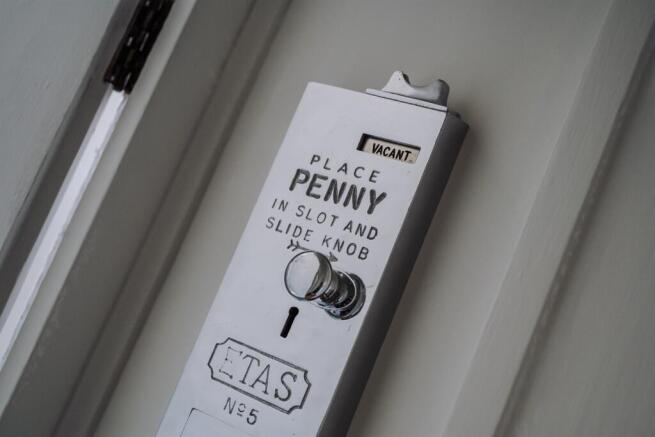 VACANT
PLACE
PENNY
IN SLOT AND
SLIDE KNOB
ETAS
Nº5